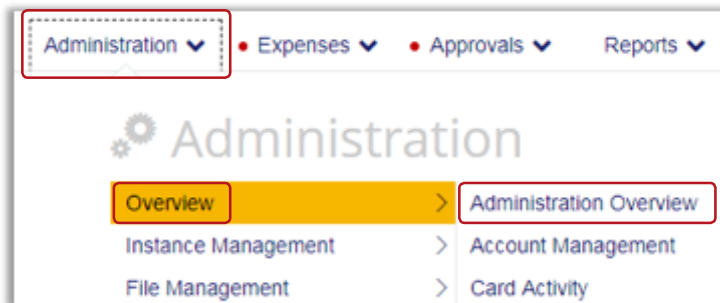 Administration Expenses Approvals Reports
Administration
Overview Administration Overview
Instance Management Account Management
File Management Card Activity